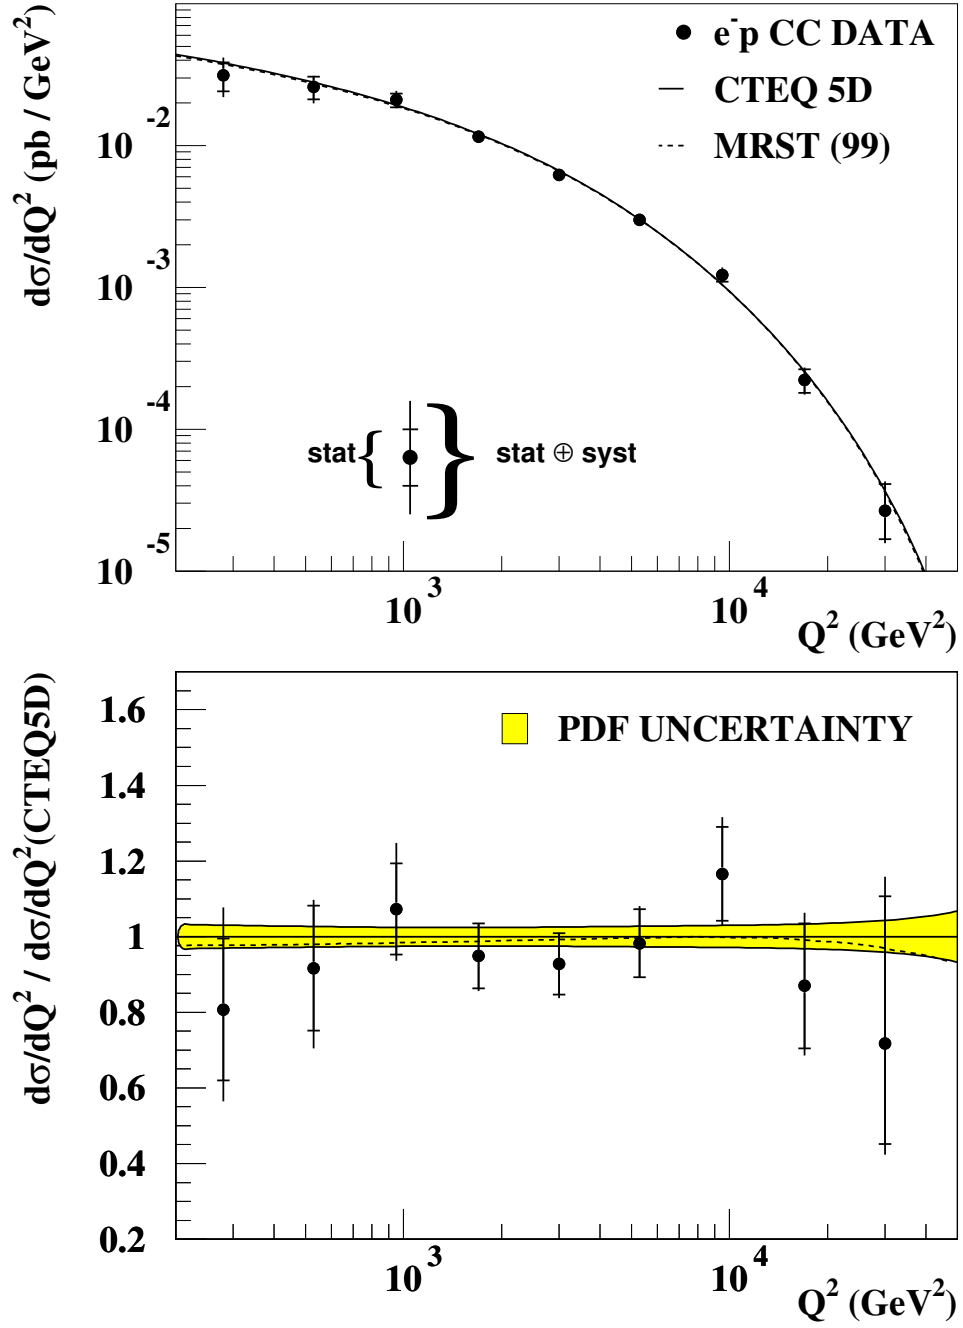 dσ/dQ² (pb / GeV²)
e⁻p CC DATA
CTEQ 5D
MRST (99)
10⁻²
10⁻³
10⁻⁴
10⁻⁵
stat { } stat ⊕ syst
10³ 10⁴
Q² (GeV²)
dσ/dQ² / dσ/dQ²(CTEQ5D)
PDF UNCERTAINTY
1.6
1.4
1.2
1
0.8
0.6
0.4
0.2
10³ 10⁴
Q² (GeV²)